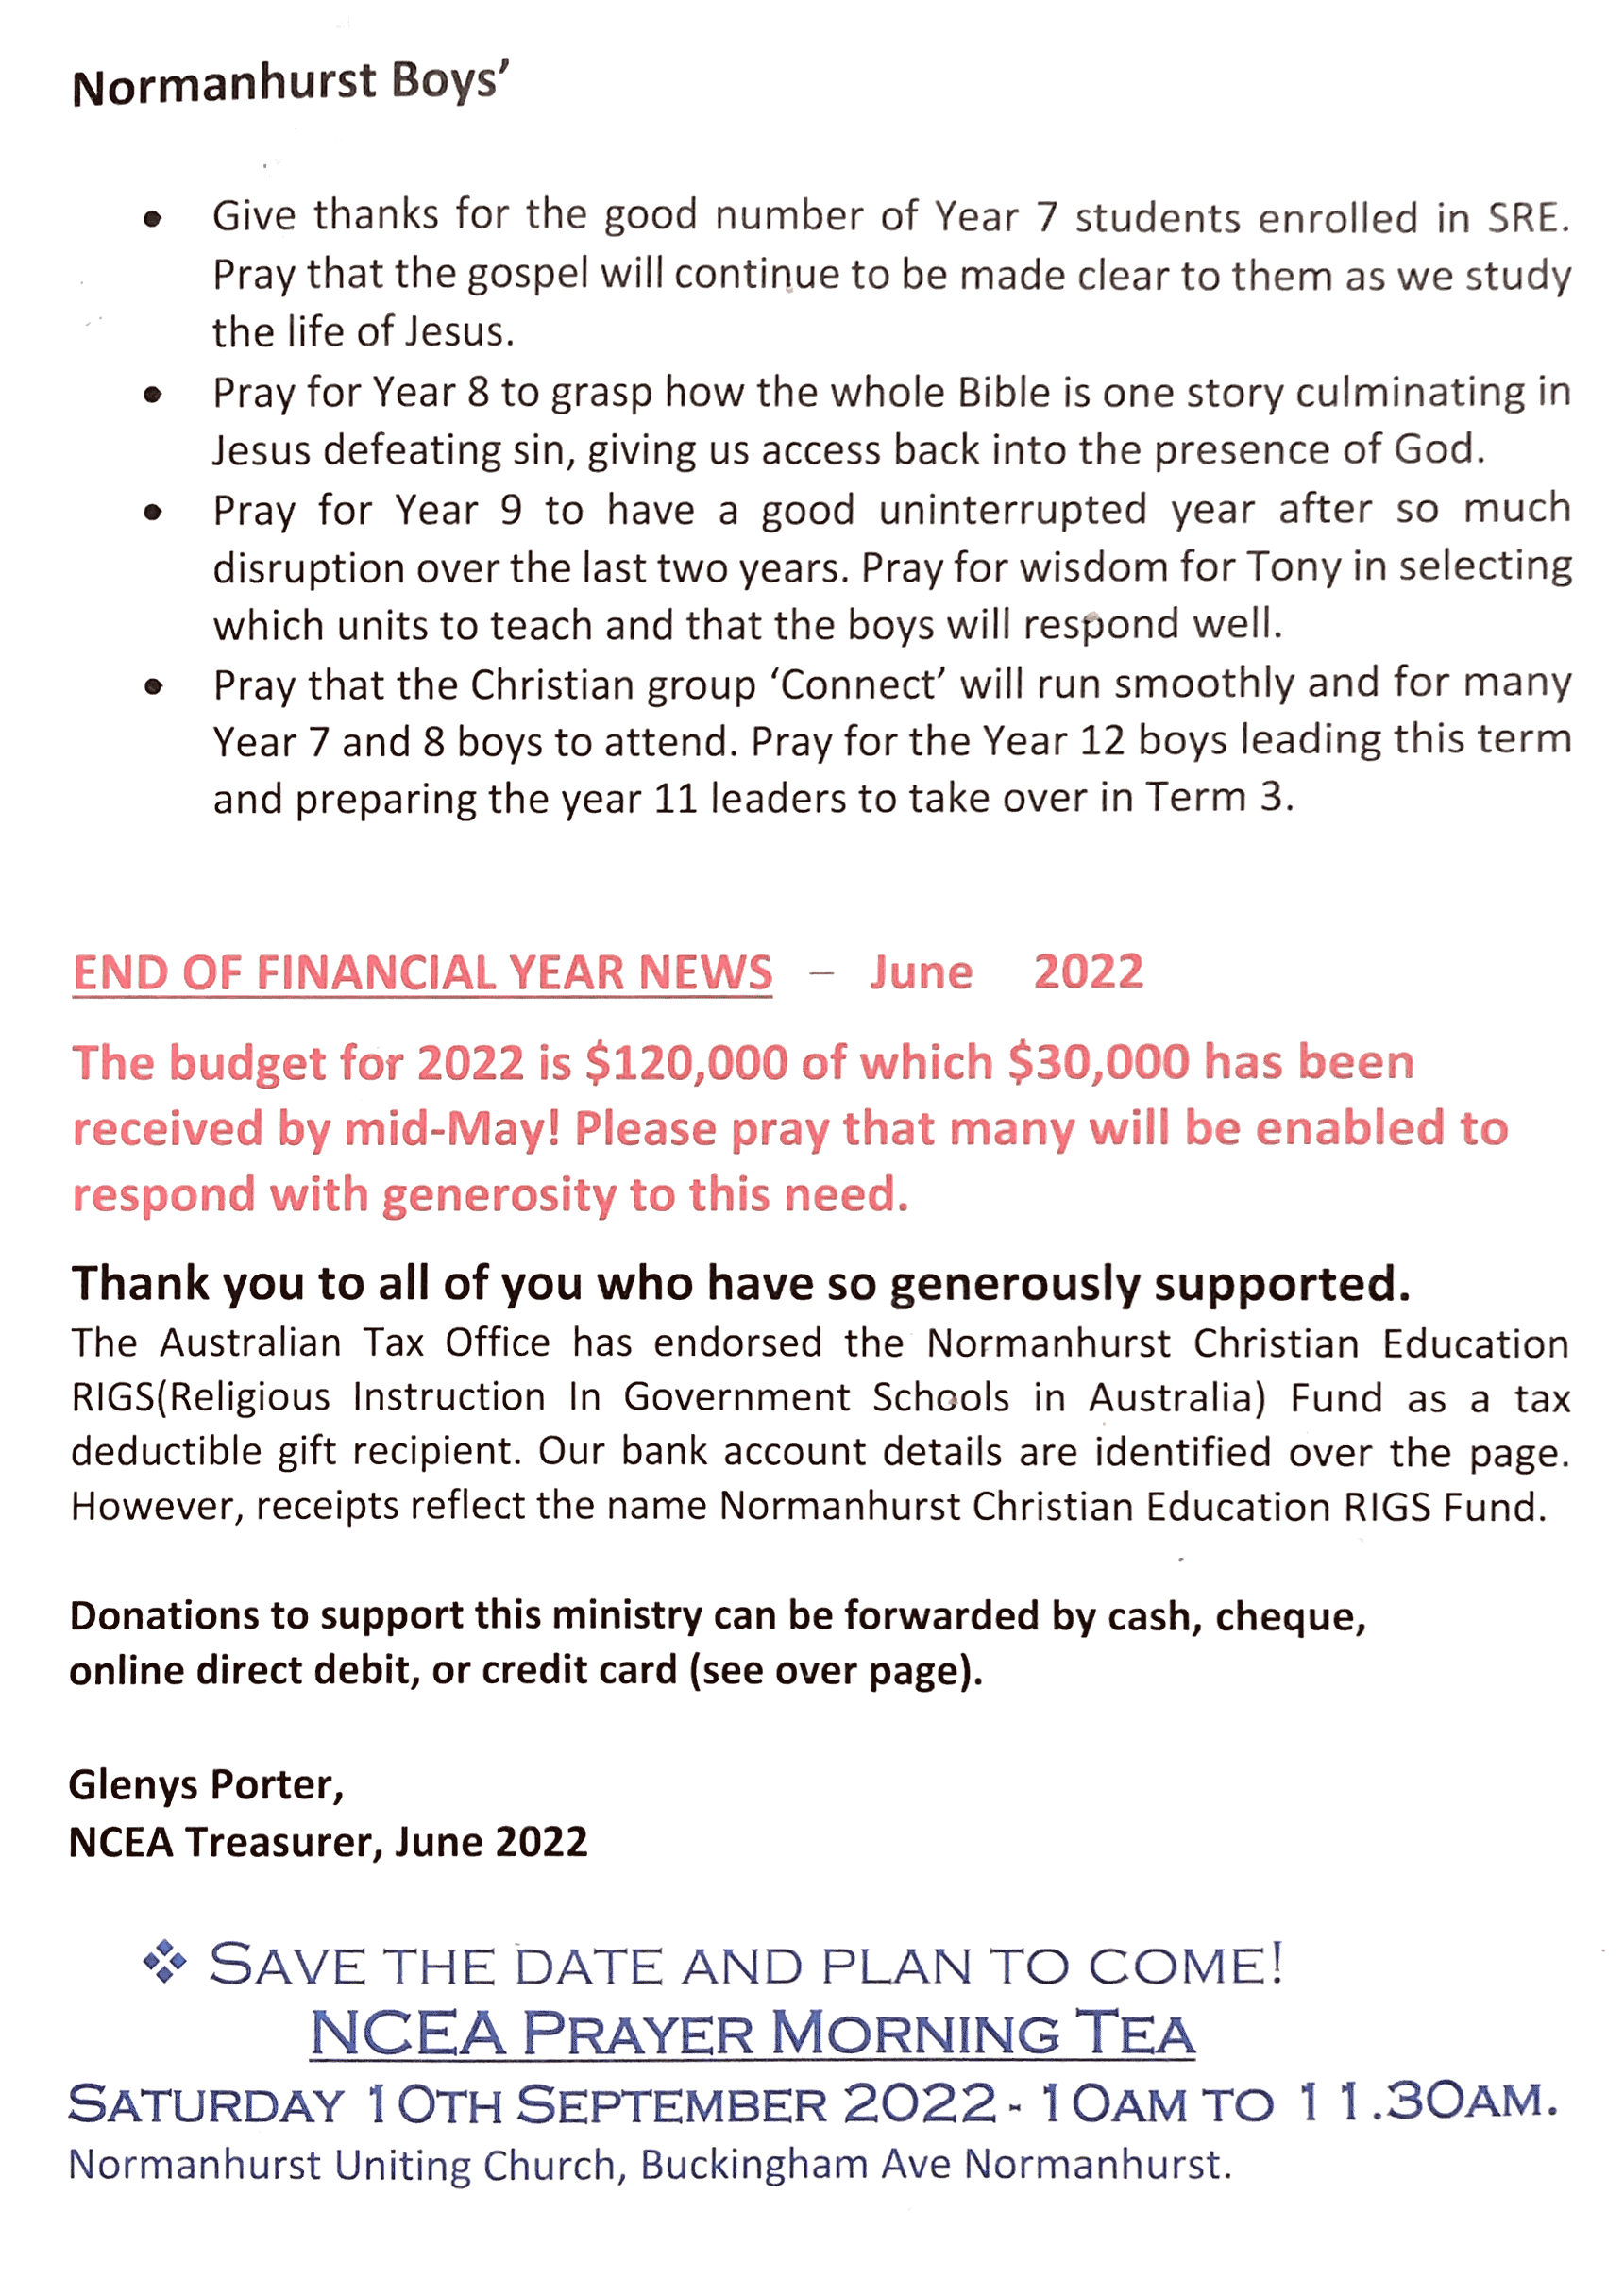 Normanhurst Boys’
• Give thanks for the good number of Year 7 students enrolled in SRE.
Pray that the gospel will continue to be made clear to them as we study
the life of Jesus.
• Pray for Year 8 to grasp how the whole Bible is one story culminating in
Jesus defeating sin, giving us access back into the presence of God.
• Pray for Year 9 to have a good uninterrupted year after so much
disruption over the last two years. Pray for wisdom for Tony in selecting
which units to teach and that the boys will respond well.
• Pray that the Christian group ‘Connect’ will run smoothly and for many
Year 7 and 8 boys to attend. Pray for the Year 12 boys leading this term
and preparing the year 11 leaders to take over in Term 3.
END OF FINANCIAL YEAR NEWS – June 2022
The budget for 2022 is $120,000 of which $30,000 has been
received by mid-May! Please pray that many will be enabled to
respond with generosity to this need.
Thank you to all of you who have so generously supported.
The Australian Tax Office has endorsed the Normanhurst Christian Education
RIGS(Religious Instruction In Government Schools in Australia) Fund as a tax
deductible gift recipient. Our bank account details are identified over the page.
However, receipts reflect the name Normanhurst Christian Education RIGS Fund.
Donations to support this ministry can be forwarded by cash, cheque,
online direct debit, or credit card (see over page).
Glenys Porter,
NCEA Treasurer, June 2022
❖ SAVE THE DATE AND PLAN TO COME!
NCEA PRAYER MORNING TEA
SATURDAY 10TH SEPTEMBER 2022 - 10AM TO 11.30AM.
Normanhurst Uniting Church, Buckingham Ave Normanhurst.